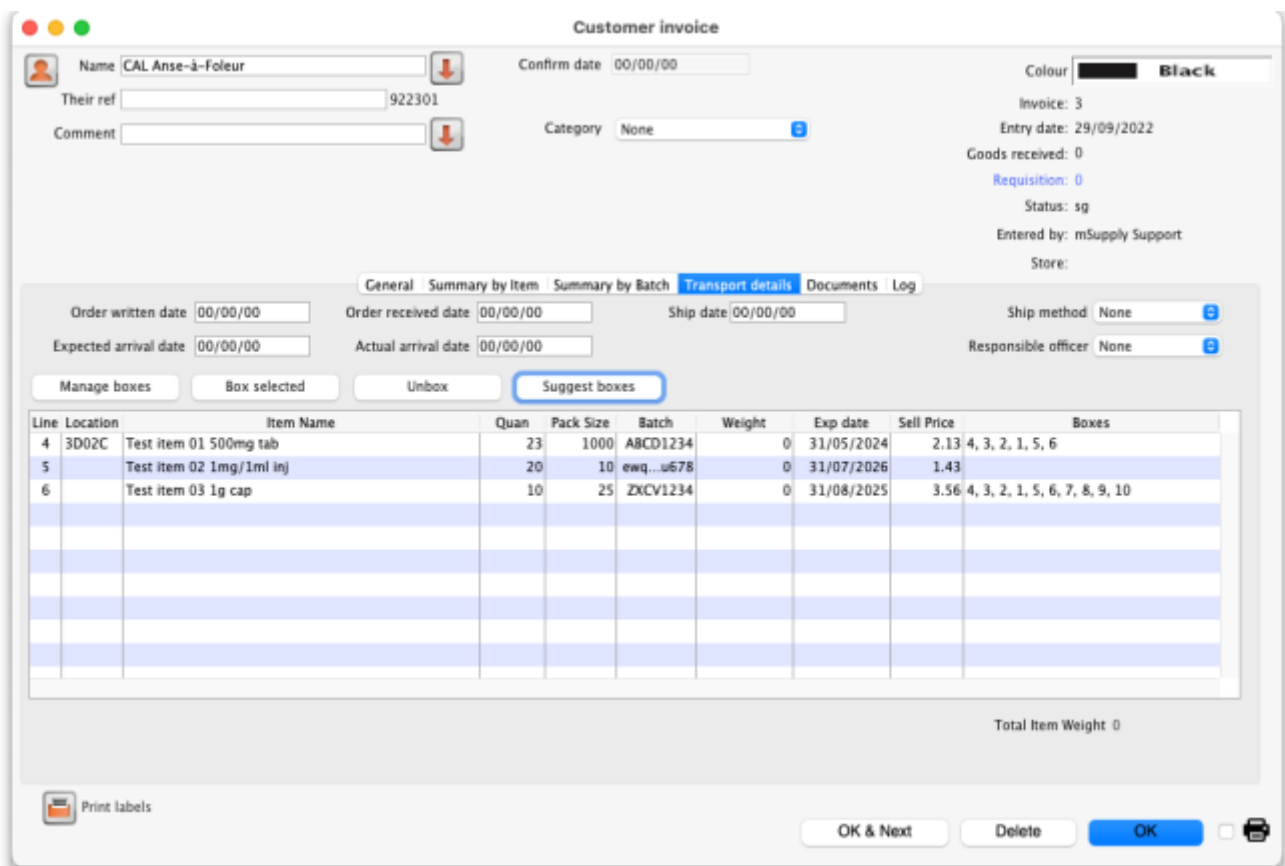 Customer invoice
Name CAL Anse-à-Foleur Confirm date 00/00/00 Colour Black
Their ref 922301 Invoice: 3
Comment Category None Entry date: 29/09/2022
Goods received: 0
Requisition: 0
Status: sg
Entered by: mSupply Support
Store:
General Summary by Item Summary by Batch Transport details Documents Log
Order written date 00/00/00 Order received date 00/00/00 Ship date 00/00/00 Ship method None
Expected arrival date 00/00/00 Actual arrival date 00/00/00 Responsible officer None
Manage boxes Box selected Unbox Suggest boxes
Line Location Item Name Quan Pack Size Batch Weight Exp date Sell Price Boxes
4 3D02C Test item 01 500mg tab 23 1000 ABCD1234 0 31/05/2024 2.13 4, 3, 2, 1, 5, 6
5 Test item 02 1mg/1ml inj 20 10 ewq...u678 0 31/07/2026 1.43
6 Test item 03 1g cap 10 25 ZXCV1234 0 31/08/2025 3.56 4, 3, 2, 1, 5, 6, 7, 8, 9, 10
Total Item Weight 0
Print labels
OK & Next Delete OK